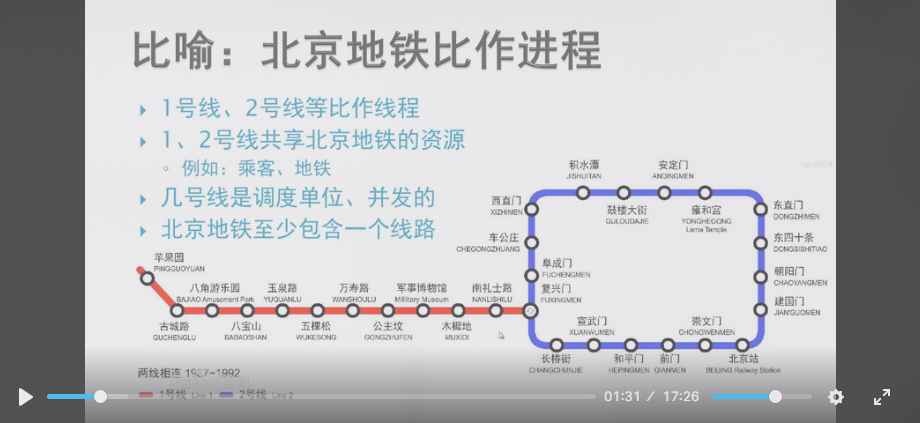 比喻：北京地铁比作进程
1号线、2号线等比作线程
1、2号线共享北京地铁的资源
例如：乘客、地铁
几号线是调度单位、并发的
北京地铁至少包含一个线路
积水潭
JISHUITAN
安定门
ANDINGMEN
西直门
XIZHIMEN
鼓楼大街
GULOUDAJIE
雍和宫
YONGHEGONG
Lama Temple
东直门
DONGZHIMEN
车公庄
CHEGONGZHUANG
东四十条
DONGSISHITIAO
阜成门
FUCHENGMEN
朝阳门
CHAOYANGMEN
复兴门
FUXINGMEN
建国门
JIAN'GUOMEN
苹果园
PINGGUOYUAN
八角游乐园
BAJIAO Amusement Park
玉泉路
YUQUANLU
万寿路
WANSHOULU
军事博物馆
Military Museum
南礼士路
NANLISHILU
古城路
GUCHENGLU
八宝山
BABAOSHAN
五棵松
WUKESONG
公主坟
GONGZHUFEN
木樨地
MUXIDI
宣武门
XUANWUMEN
崇文门
CHONGWENMEN
长椿街
CHANGCHUNJIE
和平门
HEPINGMEN
前门
QIANMEN
北京站
BEIJING Railway Station
两线相连 1987~1992
1号线 Line 1
2号线 Line 2
01:31 / 17:26